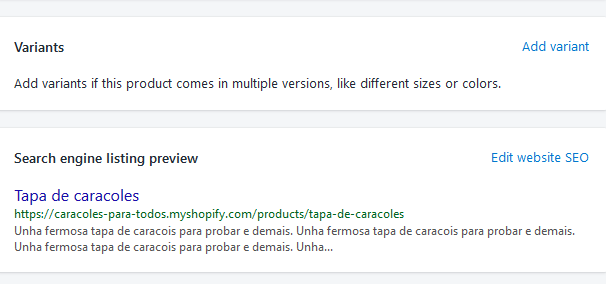 Variants
Add variant
Add variants if this product comes in multiple versions, like different sizes or colors.
Search engine listing preview
Edit website SEO
Tapa de caracoles
https://caracoles-para-todos.myshopify.com/products/tapa-de-caracoles
Unha fermosa tapa de caracois para probar e demais. Unha fermosa tapa de caracois para probar e demais.
Unha fermosa tapa de caracois para probar e demais. Unha...